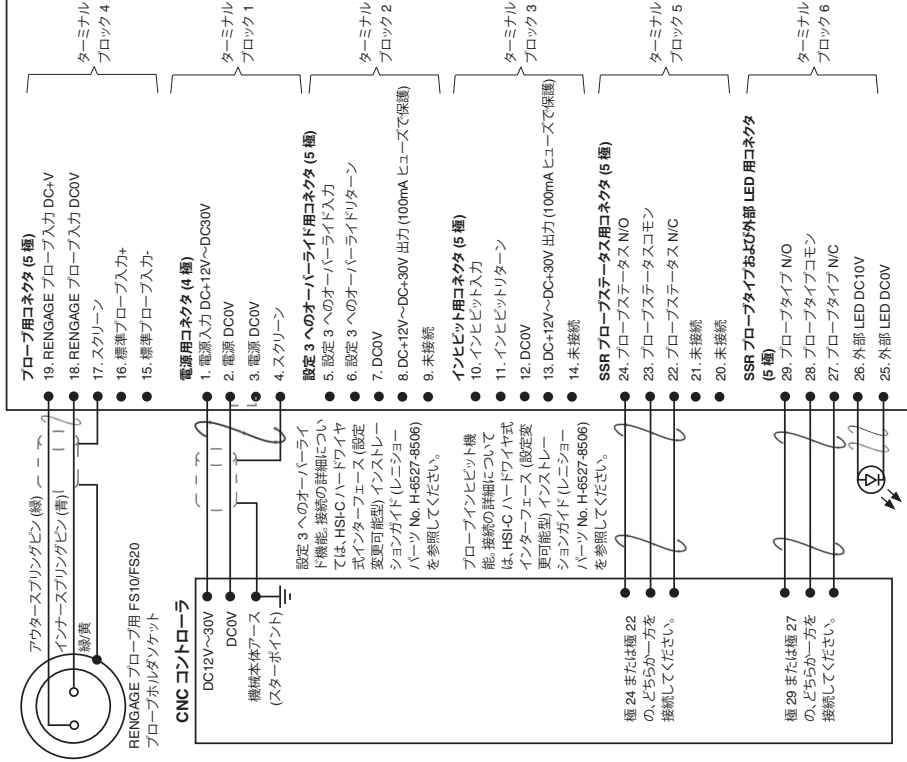 アウタースプリングピン (緑)
インナースプリングピン (青)
緑/黄
RENGAGE プローブ用 FS10/FS20
プローブホルダソケット
CNC コントローラ
DC12V～30V
DC0V
機械本体アース
(スターポイント)
設定 3 へのオーバーライ
ド機能。接続の詳細につい
ては、HSI-C ハードワイヤ
式インターフェース (設定
変更可能型) インストレー
ションガイド (レニショー
パーツ No. H-6527-8506)
を参照してください。
プローブインヒビット機
能。接続の詳細について
は、HSI-C ハードワイヤ式
インターフェース (設定変
更可能型) インストレー
ションガイド (レニショー
パーツ No. H-6527-8506)
を参照してください。
極 24 または極 22
の、どちらか一方を
接続してください。
極 29 または極 27
の、どちらか一方を
接続してください。
プローブ用コネクタ (5 極)
19. RENGAGE プローブ入力 DC+V
18. RENGAGE プローブ入力 DC0V
17. スクリーン
16. 標準プローブ入力+
15. 標準プローブ入力-
ターミナル
ブロック 4
電源用コネクタ (4 極)
1. 電源 入力 DC+12V～DC30V
2. 電源 DC0V
3. 電源 DC0V
4. スクリーン
ターミナル
ブロック 1
設定 3 へのオーバーライド用コネクタ (5 極)
5. 設定 3 へのオーバーライド入力
6. 設定 3 へのオーバーライドリターン
7. DC0V
8. DC+12V～DC+30V 出力 (100mA ヒューズで保護)
9. 未接続
ターミナル
ブロック 2
インヒビット用コネクタ (5 極)
10. インヒビット入力
11. インヒビットリターン
12. DC0V
13. DC+12V～DC+30V 出力 (100mA ヒューズで保護)
14. 未接続
ターミナル
ブロック 3
SSR プローブステータス用コネクタ (5 極)
24. プローブステータス N/O
23. プローブステータスコモン
22. プローブステータス N/C
21. 未接続
20. 未接続
ターミナル
ブロック 5
SSR プローブタイプおよび外部 LED 用コネクタ
(5 極)
29. プローブタイプ N/O
28. プローブタイプコモン
27. プローブタイプ N/C
26. 外部 LED DC10V
25. 外部 LED DC0V
ターミナル
ブロック 6